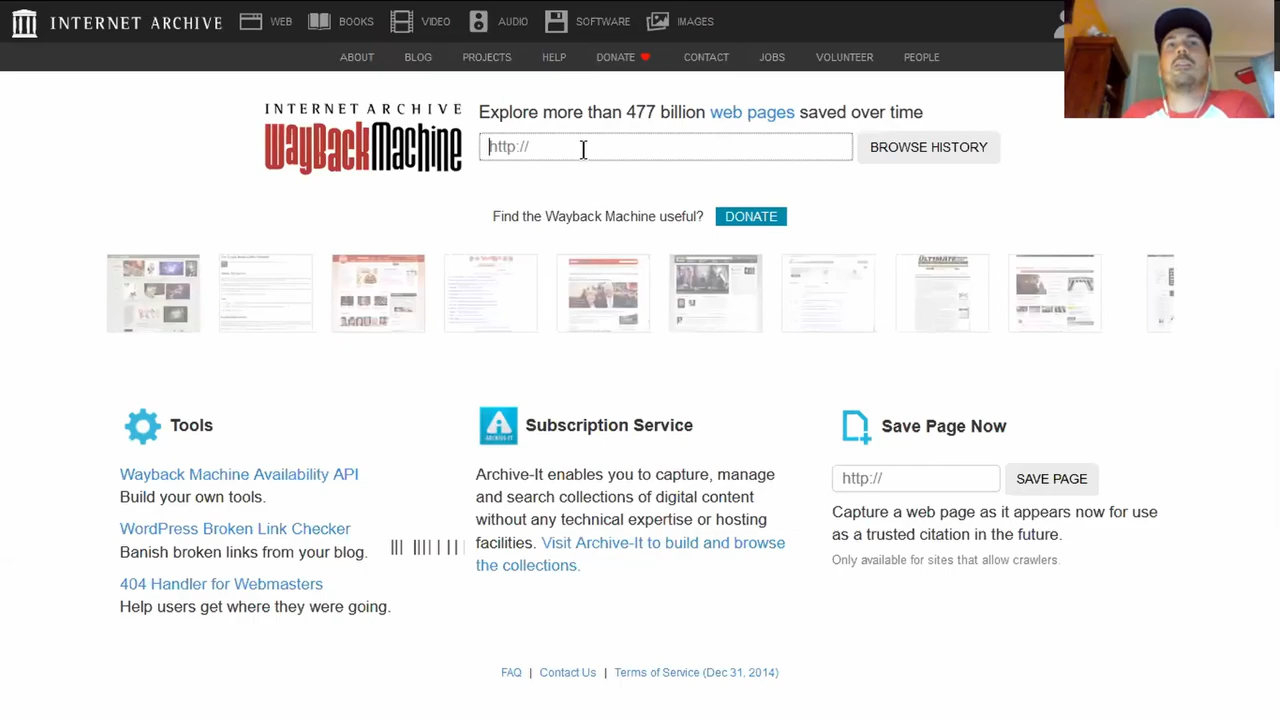 INTERNET ARCHIVE WEB BOOKS VIDEO AUDIO SOFTWARE IMAGES
ABOUT BLOG PROJECTS HELP DONATE CONTACT JOBS VOLUNTEER PEOPLE
INTERNET ARCHIVE
WayBackMachine
Explore more than 477 billion web pages saved over time
http://
BROWSE HISTORY
Find the Wayback Machine useful? DONATE
Tools
Wayback Machine Availability API
Build your own tools.
WordPress Broken Link Checker
Banish broken links from your blog.
404 Handler for Webmasters
Help users get where they were going.
ARCHIVE-IT
Subscription Service
Archive-It enables you to capture, manage
and search collections of digital content
without any technical expertise or hosting
facilities. Visit Archive-It to build and browse
the collections.
Save Page Now
http:// SAVE PAGE
Capture a web page as it appears now for use
as a trusted citation in the future.
Only available for sites that allow crawlers.
FAQ | Contact Us | Terms of Service (Dec 31, 2014)